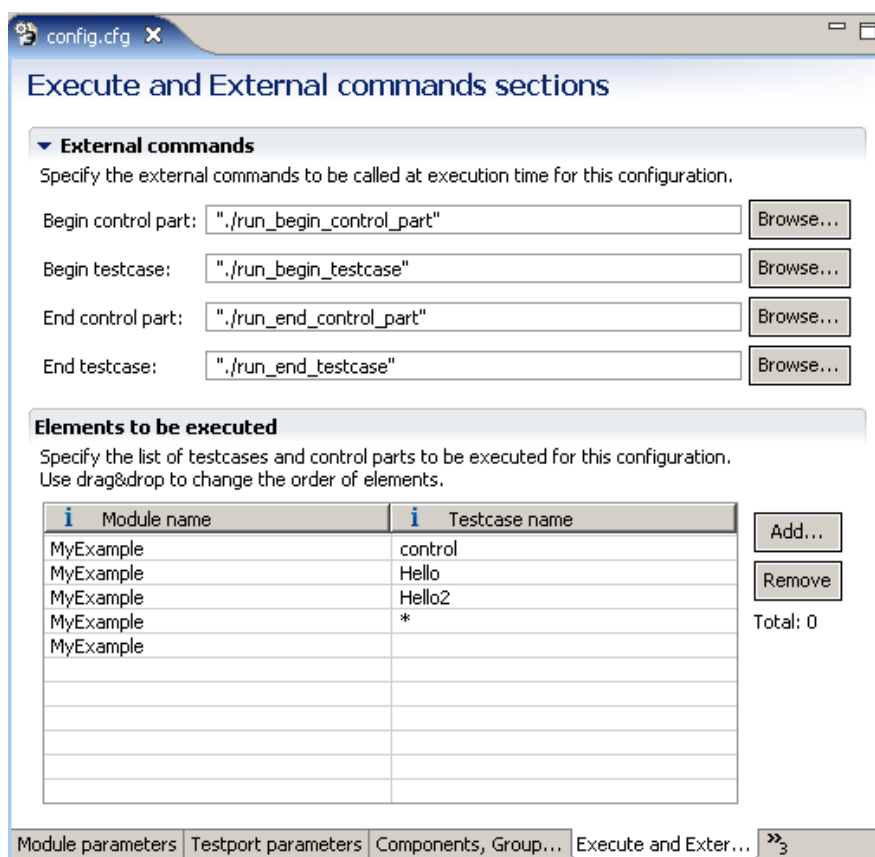 config.cfg
Execute and External commands sections
External commands
Specify the external commands to be called at execution time for this configuration.
Begin control part: "./run_begin_control_part" Browse...
Begin testcase: "./run_begin_testcase" Browse...
End control part: "./run_end_control_part" Browse...
End testcase: "./run_end_testcase" Browse...
Elements to be executed
Specify the list of testcases and control parts to be executed for this configuration.
Use drag&drop to change the order of elements.
i Module name i Testcase name
Add...
MyExample control
MyExample Hello
Remove
MyExample Hello2
MyExample *
Total: 0
MyExample
Module parameters Testport parameters Components, Group... Execute and Exter... »3